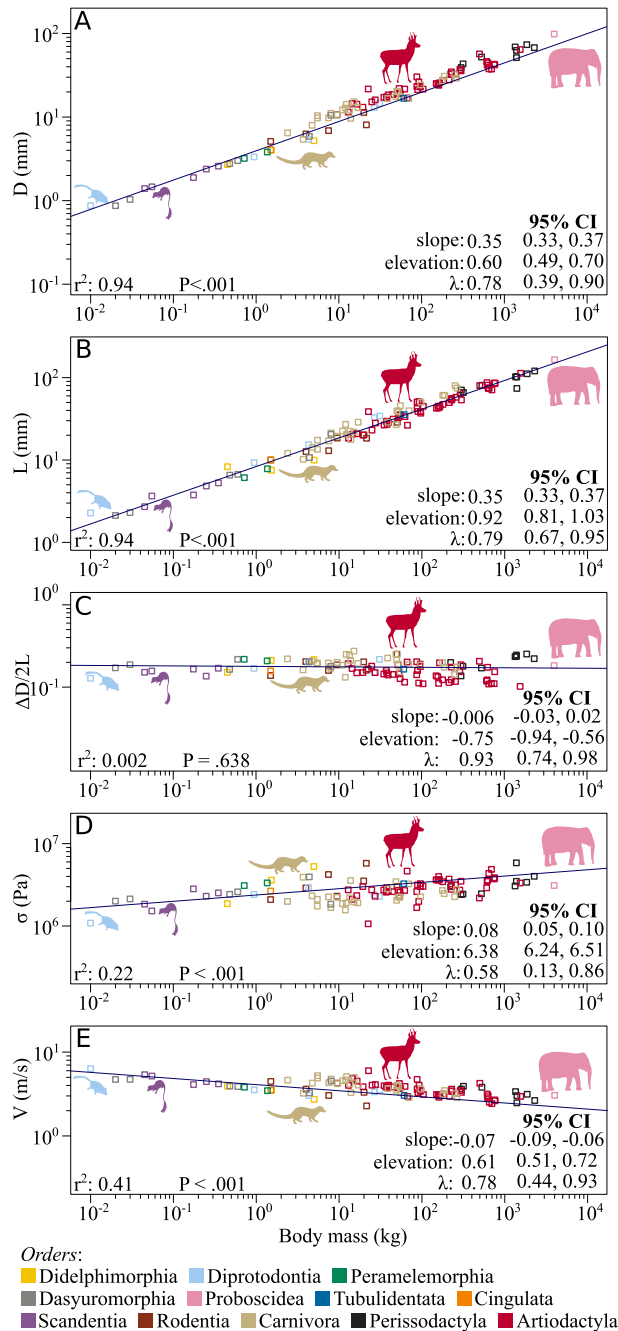 A
10²
10¹
10⁰
10⁻¹
D (mm)
95% CI
slope: 0.35 0.33, 0.37
elevation: 0.60 0.49, 0.70
λ: 0.78 0.39, 0.90
r²: 0.94 P<.001
10⁻² 10⁻¹ 10⁰ 10¹ 10² 10³ 10⁴
B
10²
10¹
10⁰
L (mm)
95% CI
slope: 0.35 0.33, 0.37
elevation: 0.92 0.81, 1.03
λ: 0.79 0.67, 0.95
r²: 0.94 P<.001
10⁻² 10⁻¹ 10⁰ 10¹ 10² 10³ 10⁴
C
10⁰
10⁻¹
ΔD/2L
95% CI
slope: -0.006 -0.03, 0.02
elevation: -0.75 -0.94, -0.56
λ: 0.93 0.74, 0.98
r²: 0.002 P = .638
10⁻² 10⁻¹ 10⁰ 10¹ 10² 10³ 10⁴
D
10⁷
10⁶
σ (Pa)
95% CI
slope: 0.08 0.05, 0.10
elevation: 6.38 6.24, 6.51
λ: 0.58 0.13, 0.86
r²: 0.22 P < .001
10⁻² 10⁻¹ 10⁰ 10¹ 10² 10³ 10⁴
E
10¹
10⁰
V (m/s)
95% CI
slope: -0.07 -0.09, -0.06
elevation: 0.61 0.51, 0.72
λ: 0.78 0.44, 0.93
r²: 0.41 P < .001
10⁻² 10⁻¹ 10⁰ 10¹ 10² 10³ 10⁴
Body mass (kg)
Orders:
Didelphimorphia Diprotodontia Peramelemorphia
Dasyuromorphia Proboscidea Tubulidentata Cingulata
Scandentia Rodentia Carnivora Perissodactyla Artiodactyla